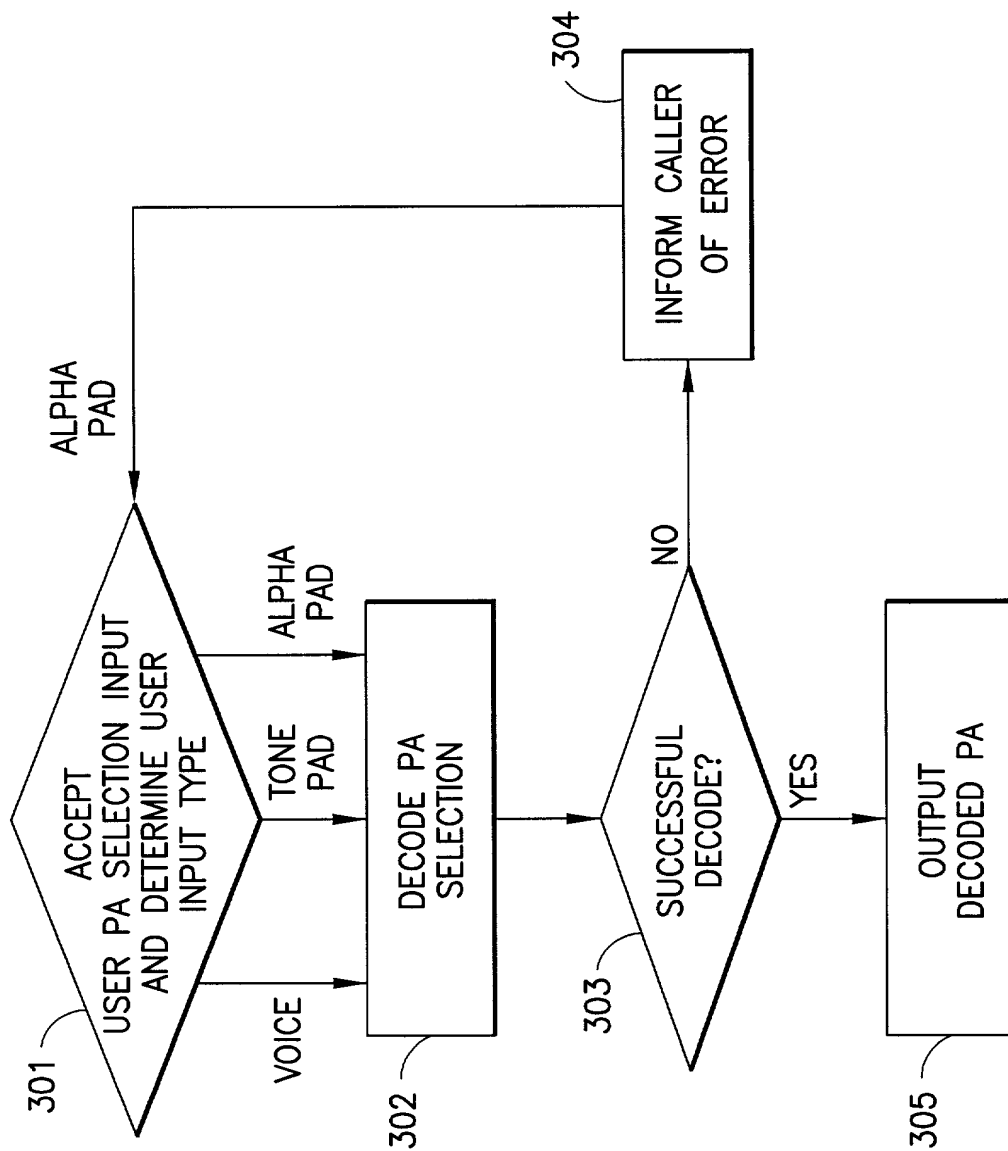 301
ACCEPT
USER PA SELECTION INPUT
AND DETERMINE USER
INPUT TYPE
ALPHA
PAD
VOICE
TONE
PAD
ALPHA
PAD
302
DECODE PA
SELECTION
303
SUCCESSFUL
DECODE?
NO
304
INFORM CALLER
OF ERROR
YES
305
OUTPUT
DECODED PA